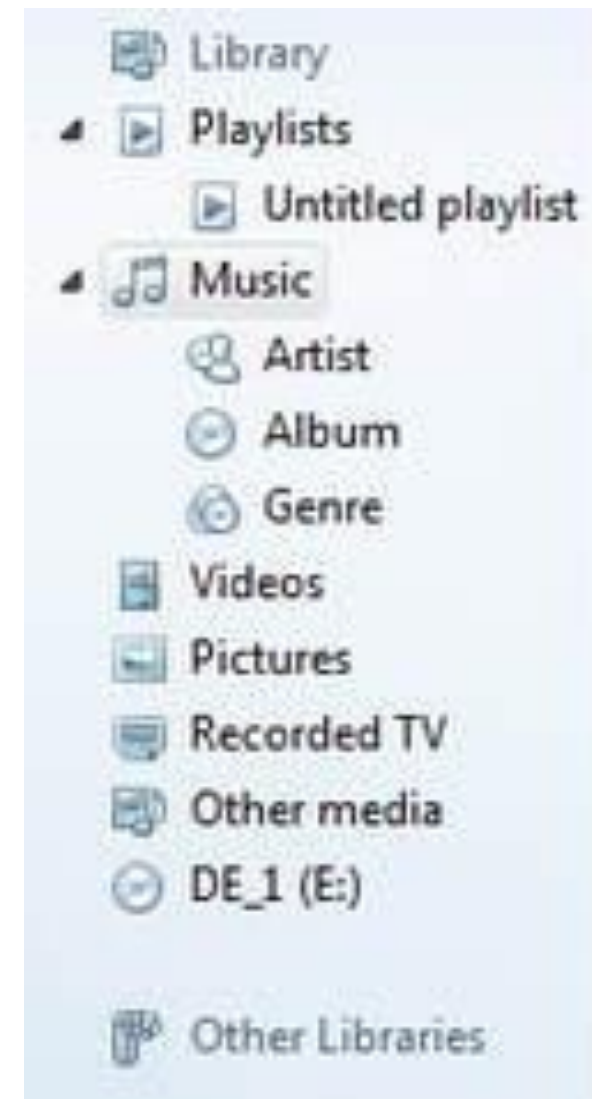 Library
Playlists
Untitled playlist
Music
Artist
Album
Genre
Videos
Pictures
Recorded TV
Other media
DE_1 (E:)
Other Libraries